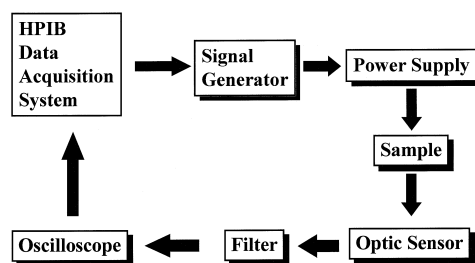 HPIB
Data
Acquisition
System
Signal
Generator
Power Supply
Sample
Optic Sensor
Filter
Oscilloscope